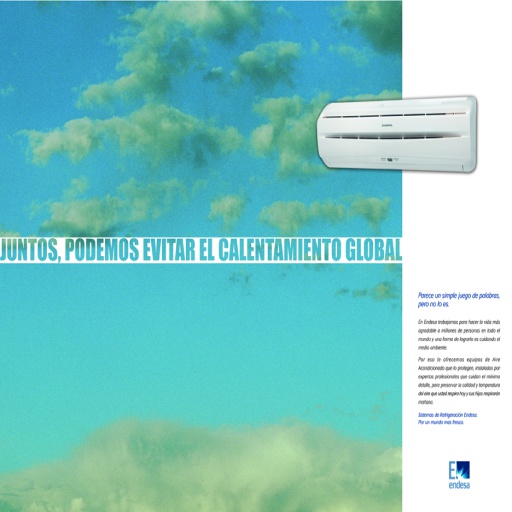 JUNTOS, PODEMOS EVITAR EL CALENTAMIENTO GLOBAL
Parece un simple juego de palabras,
pero no lo es.
En Endesa trabajamos para hacer la vida más
agradable a millones de personas en todo el
mundo y una forma de lograrlo es cuidando el
medio ambiente.
Por eso le ofrecemos equipos de Aire
Acondicionado que lo protegen, instalados por
expertos profesionales que cuidan el mínimo
detalle, para preservar la calidad y temperatura
del aire que usted respira hoy y sus hijos respirarán
mañana.
Sistemas de Refrigeración Endesa.
Por un mundo mas fresco.
E.
endesa